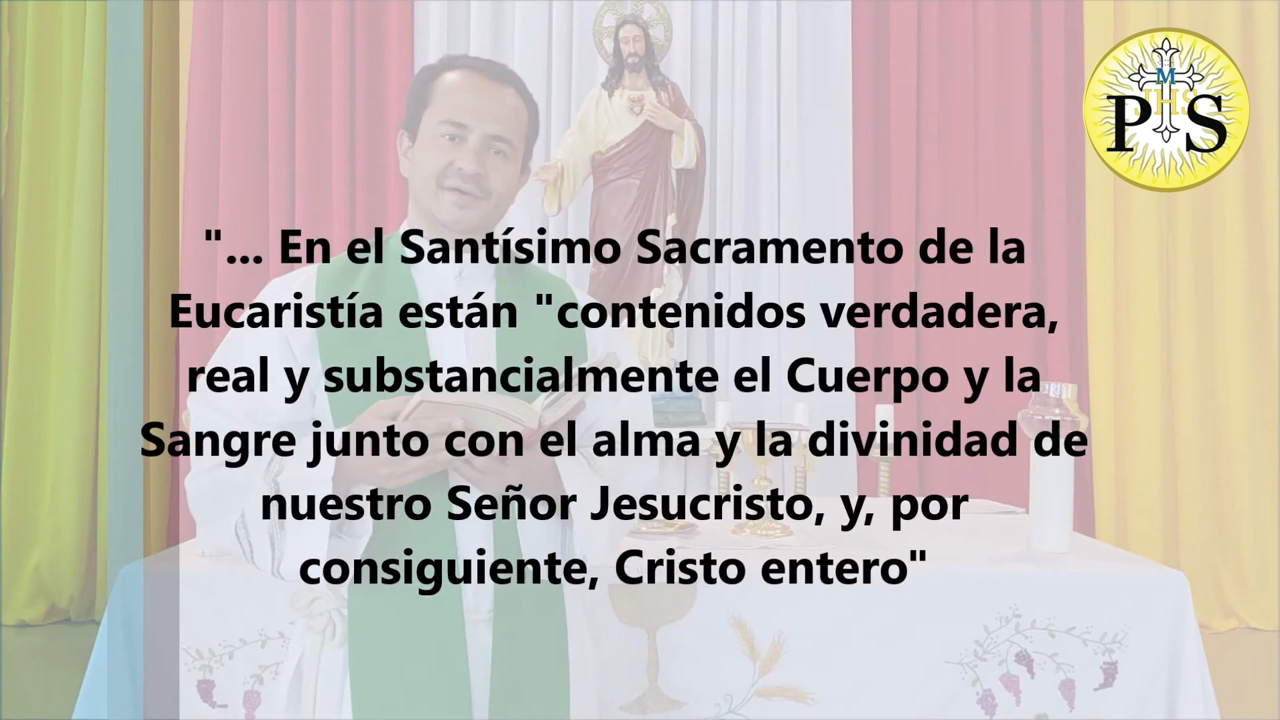 M
JHS
P S
"... En el Santísimo Sacramento de la
Eucaristía están "contenidos verdadera,
real y substancialmente el Cuerpo y la
Sangre junto con el alma y la divinidad de
nuestro Señor Jesucristo, y, por
consiguiente, Cristo entero"